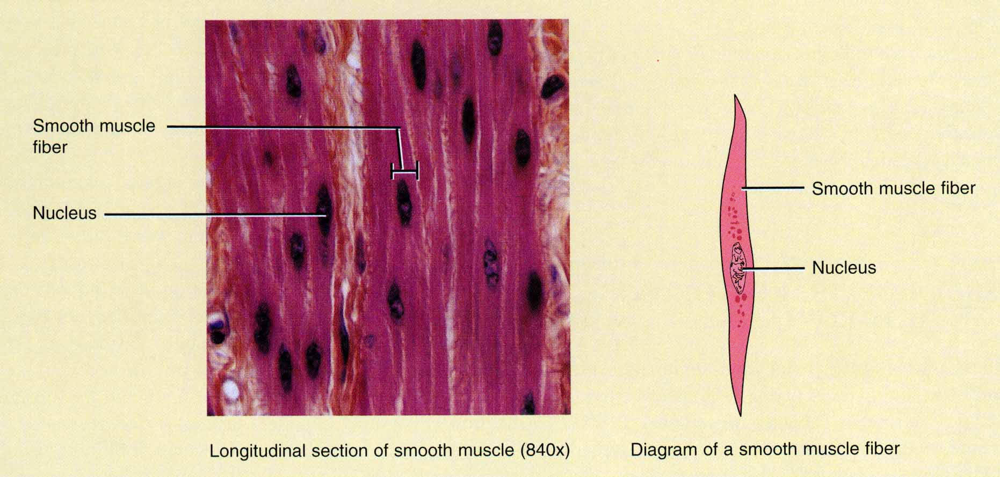 Smooth muscle
fiber
Nucleus
Smooth muscle fiber
Nucleus
Longitudinal section of smooth muscle (840x)
Diagram of a smooth muscle fiber